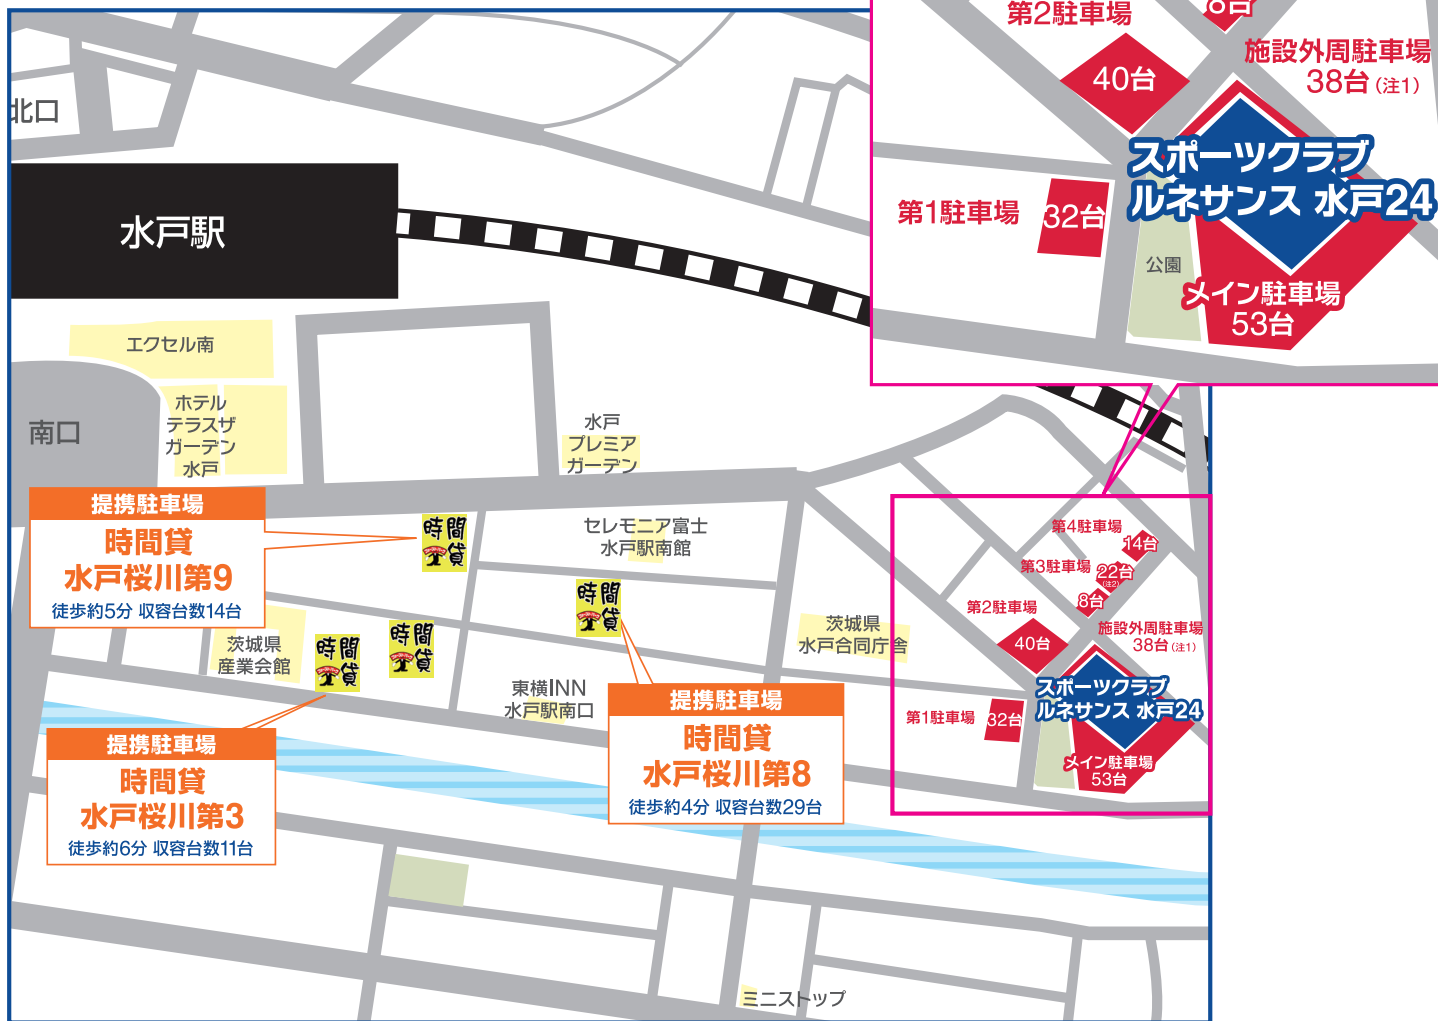 北口
水戸駅
エクセル南
南口
ホテル
テラスザ
ガーデン
水戸
水戸
プレミア
ガーデン
提携駐車場
時間貸
水戸桜川第9
徒歩約5分 収容台数14台
時間
貸
セレモニア富士
水戸駅南館
時間
貸
茨城県
産業会館
時間
貸
時間
貸
東横INN
水戸駅南口
茨城県
水戸合同庁舎
提携駐車場
時間貸
水戸桜川第3
徒歩約6分 収容台数11台
提携駐車場
時間貸
水戸桜川第8
徒歩約4分 収容台数29台
ミニストップ
第4駐車場
14台
第3駐車場
22台
(注2)
8台
第2駐車場
40台
施設外周駐車場
38台(注1)
スポーツクラブ
ルネサンス 水戸24
第1駐車場
32台
メイン駐車場
53台
第2駐車場
8台
40台
施設外周駐車場
38台(注1)
スポーツクラブ
ルネサンス 水戸24
第1駐車場
32台
公園
メイン駐車場
53台